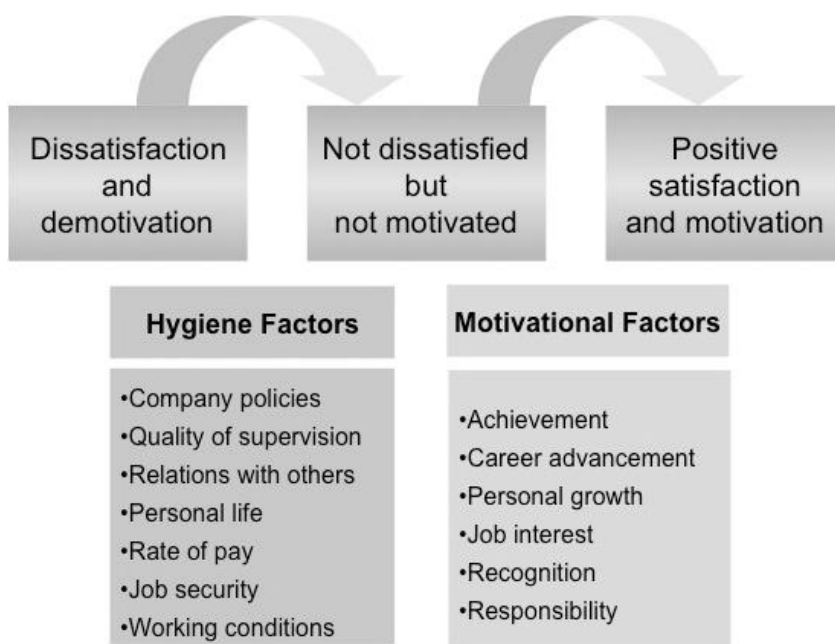 Dissatisfaction
and
demotivation
Not dissatisfied
but
not motivated
Positive
satisfaction
and motivation
Hygiene Factors
•Company policies
•Quality of supervision
•Relations with others
•Personal life
•Rate of pay
•Job security
•Working conditions
Motivational Factors
•Achievement
•Career advancement
•Personal growth
•Job interest
•Recognition
•Responsibility